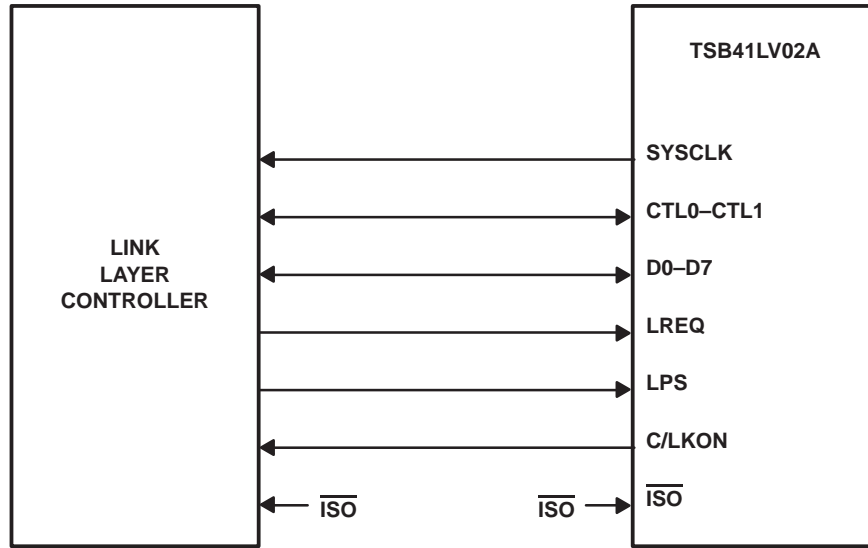 TSB41LV02A
SYSCLK
CTL0–CTL1
LINK
LAYER
CONTROLLER
D0–D7
LREQ
LPS
C/LKON
ISO
ISO
ISO